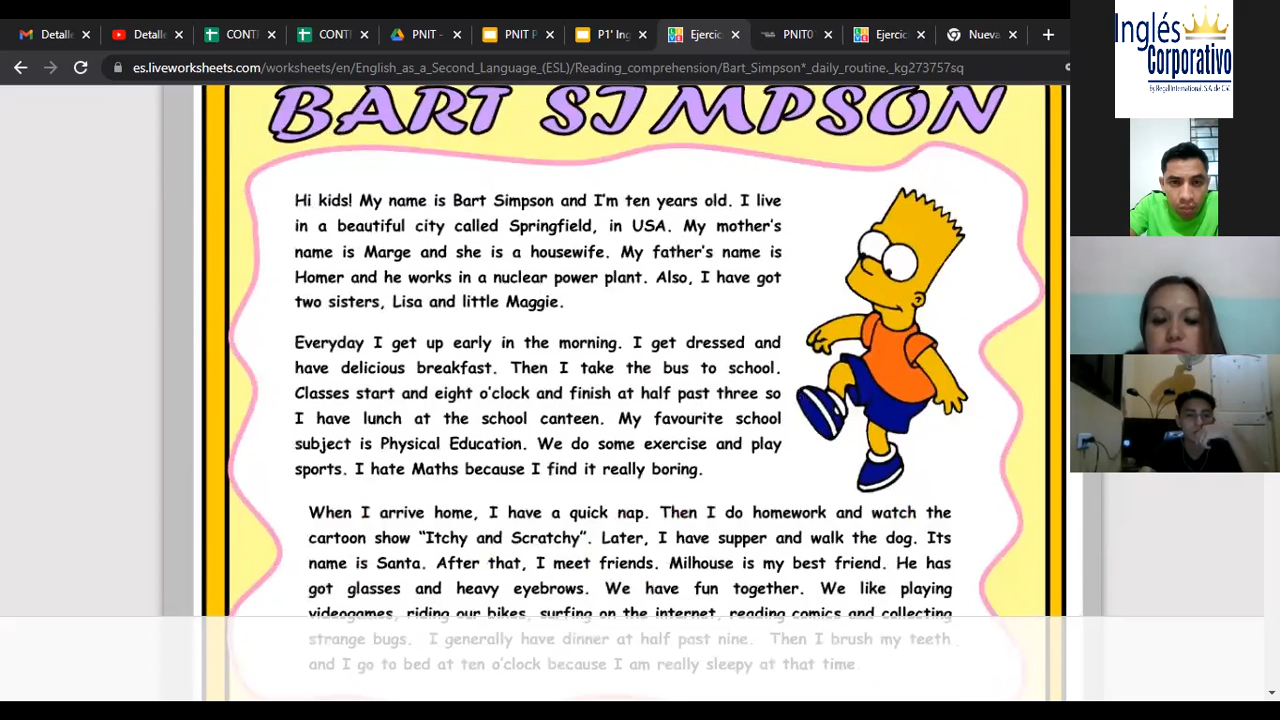 Detalle
Detalle
CONT
CONT
PNIT -
PNIT P
P1' Ing
Ejercic
PNIT0
Ejercic
Nueva
es.liveworksheets.com/worksheets/en/English_as_a_Second_Language_(ESL)/Reading_comprehension/Bart_Simpson*_daily_routine._kg273757sq
BART SIMPSON
Hi kids! My name is Bart Simpson and I'm ten years old. I live
in a beautiful city called Springfield, in USA. My mother's
name is Marge and she is a housewife. My father's name is
Homer and he works in a nuclear power plant. Also, I have got
two sisters, Lisa and little Maggie.
Everyday I get up early in the morning. I get dressed and
have delicious breakfast. Then I take the bus to school.
Classes start and eight o'clock and finish at half past three so
I have lunch at the school canteen. My favourite school
subject is Physical Education. We do some exercise and play
sports. I hate Maths because I find it really boring.
When I arrive home, I have a quick nap. Then I do homework and watch the
cartoon show “Itchy and Scratchy”. Later, I have supper and walk the dog. Its
name is Santa. After that, I meet friends. Milhouse is my best friend. He has
got glasses and heavy eyebrows. We have fun together. We like playing
videogames, riding our bikes, surfing on the internet, reading comics and collecting
strange bugs. I generally have dinner at half past nine. Then I brush my teeth
and I go to bed at ten o'clock because I am really sleepy at that time.
Inglés
Corporativo
By Regal International, S.A. de C.V.